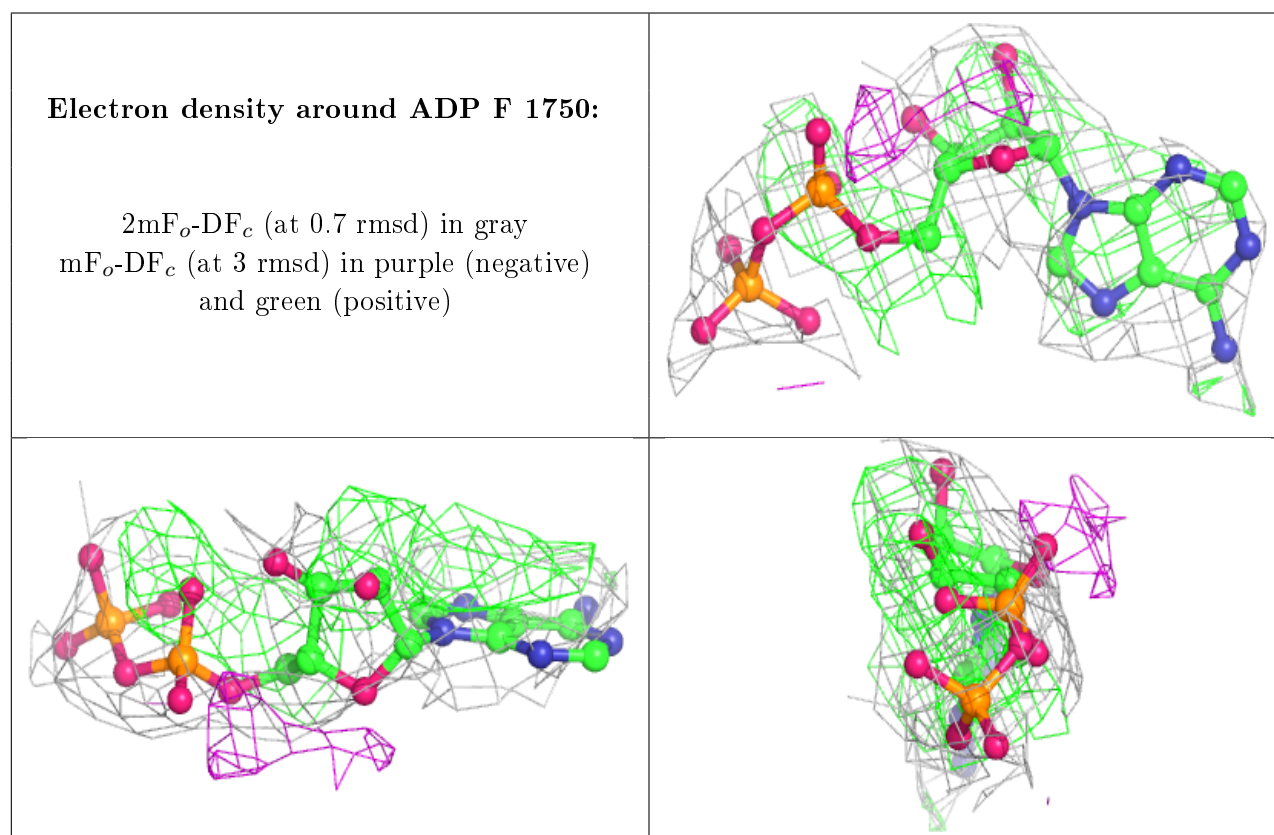 Electron density around ADP F 1750:
2mFo-DFc (at 0.7 rmsd) in gray
mFo-DFc (at 3 rmsd) in purple (negative)
and green (positive)